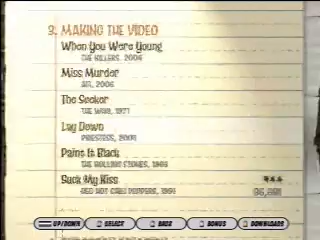 3. MAKING THE VIDEO
When You Were Young
THE KILLERS, 2006
Miss Murder
AFI, 2006
The Seeker
THE WHO, 1971
Lay Down
PRIESTESS, 2005
Paint It Black
THE ROLLING STONES, 1966
Suck My Kiss
RED HOT CHILI PEPPERS, 1991
UP/DOWN SELECT BACK BONUS DOWNLOADS